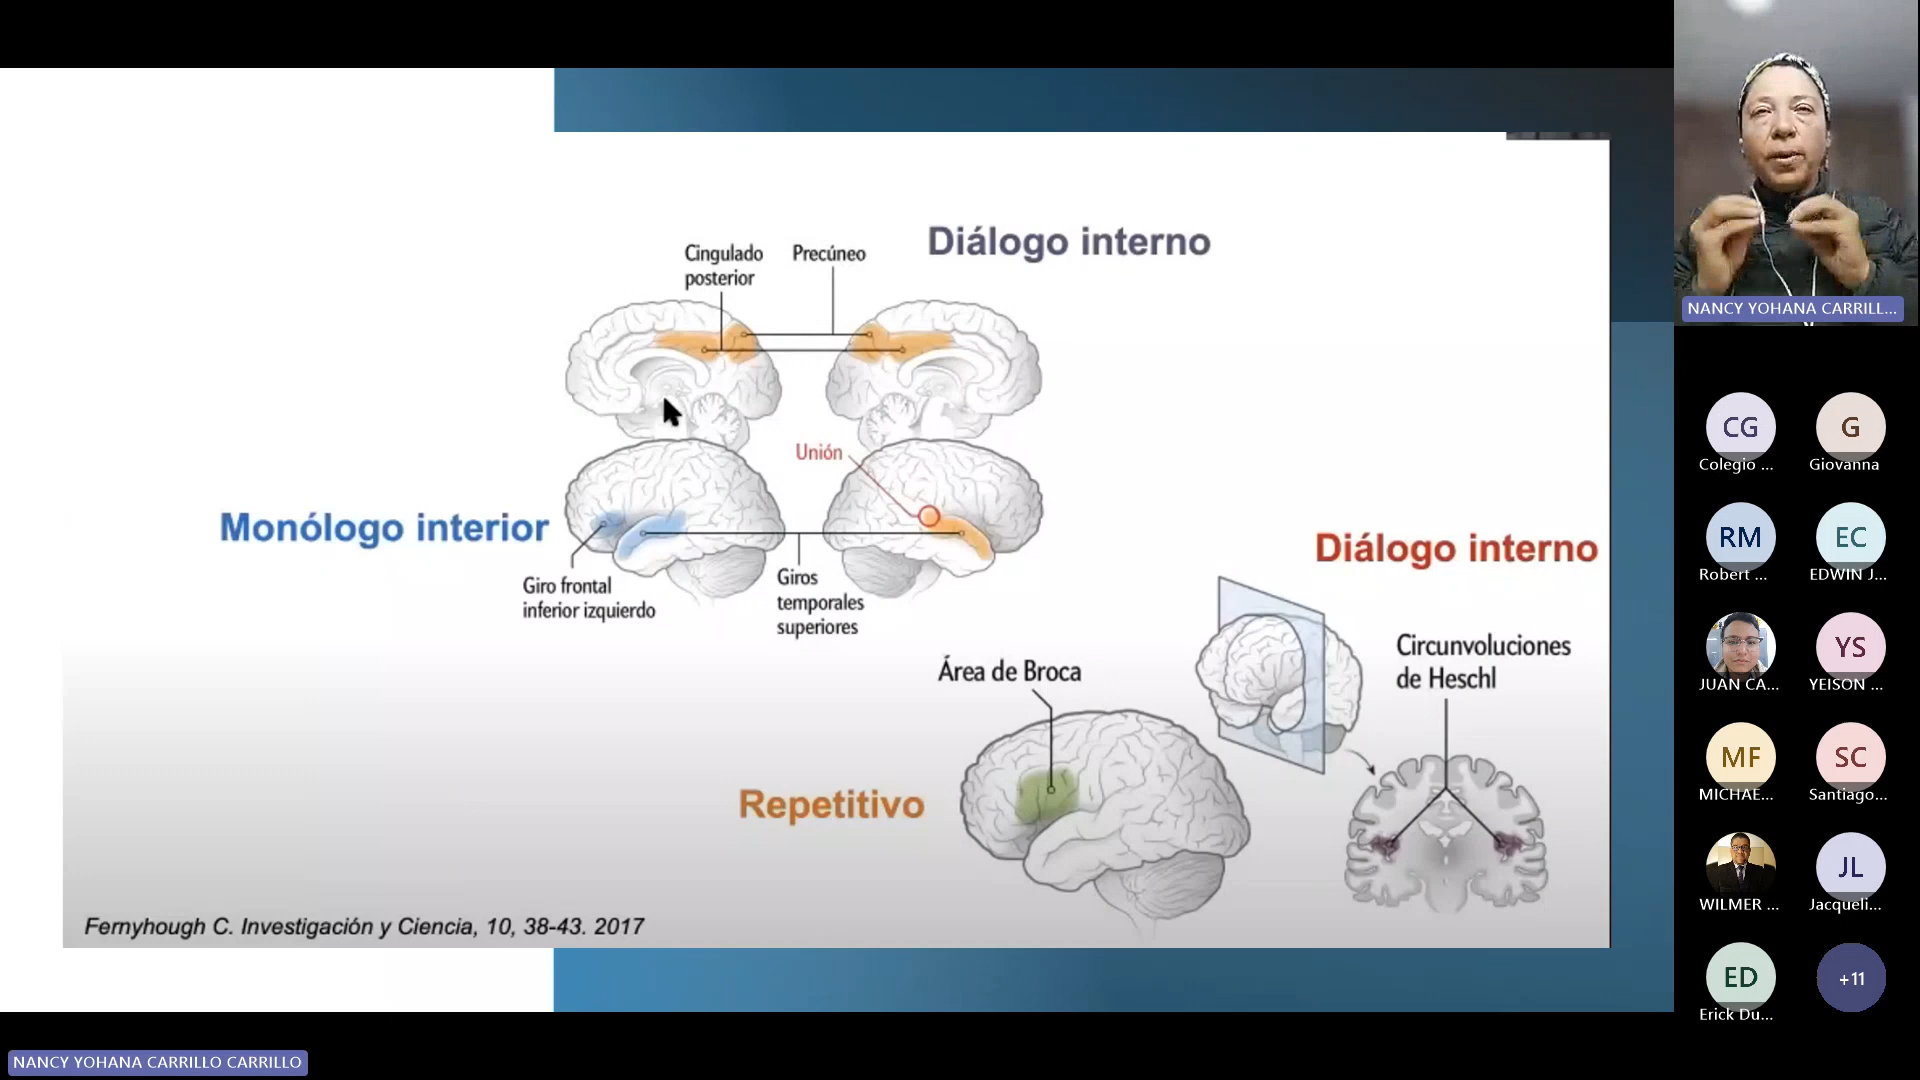 Diálogo interno
Cingulado
posterior
Precúneo
Unión
Monólogo interior
Giro frontal
inferior izquierdo
Giros
temporales
superiores
Diálogo interno
Circunvoluciones
de Heschl
Área de Broca
Repetitivo
Fernyhough C. Investigación y Ciencia, 10, 38-43. 2017
NANCY YOHANA CARRILL...
CG
Colegio ...
G
Giovanna
RM
Robert ...
EC
EDWIN J...
JUAN CA...
YS
YEISON ...
MF
MICHAE...
SC
Santiago...
WILMER ...
JL
Jacqueli...
ED
Erick Du...
+11
NANCY YOHANA CARRILLO CARRILLO